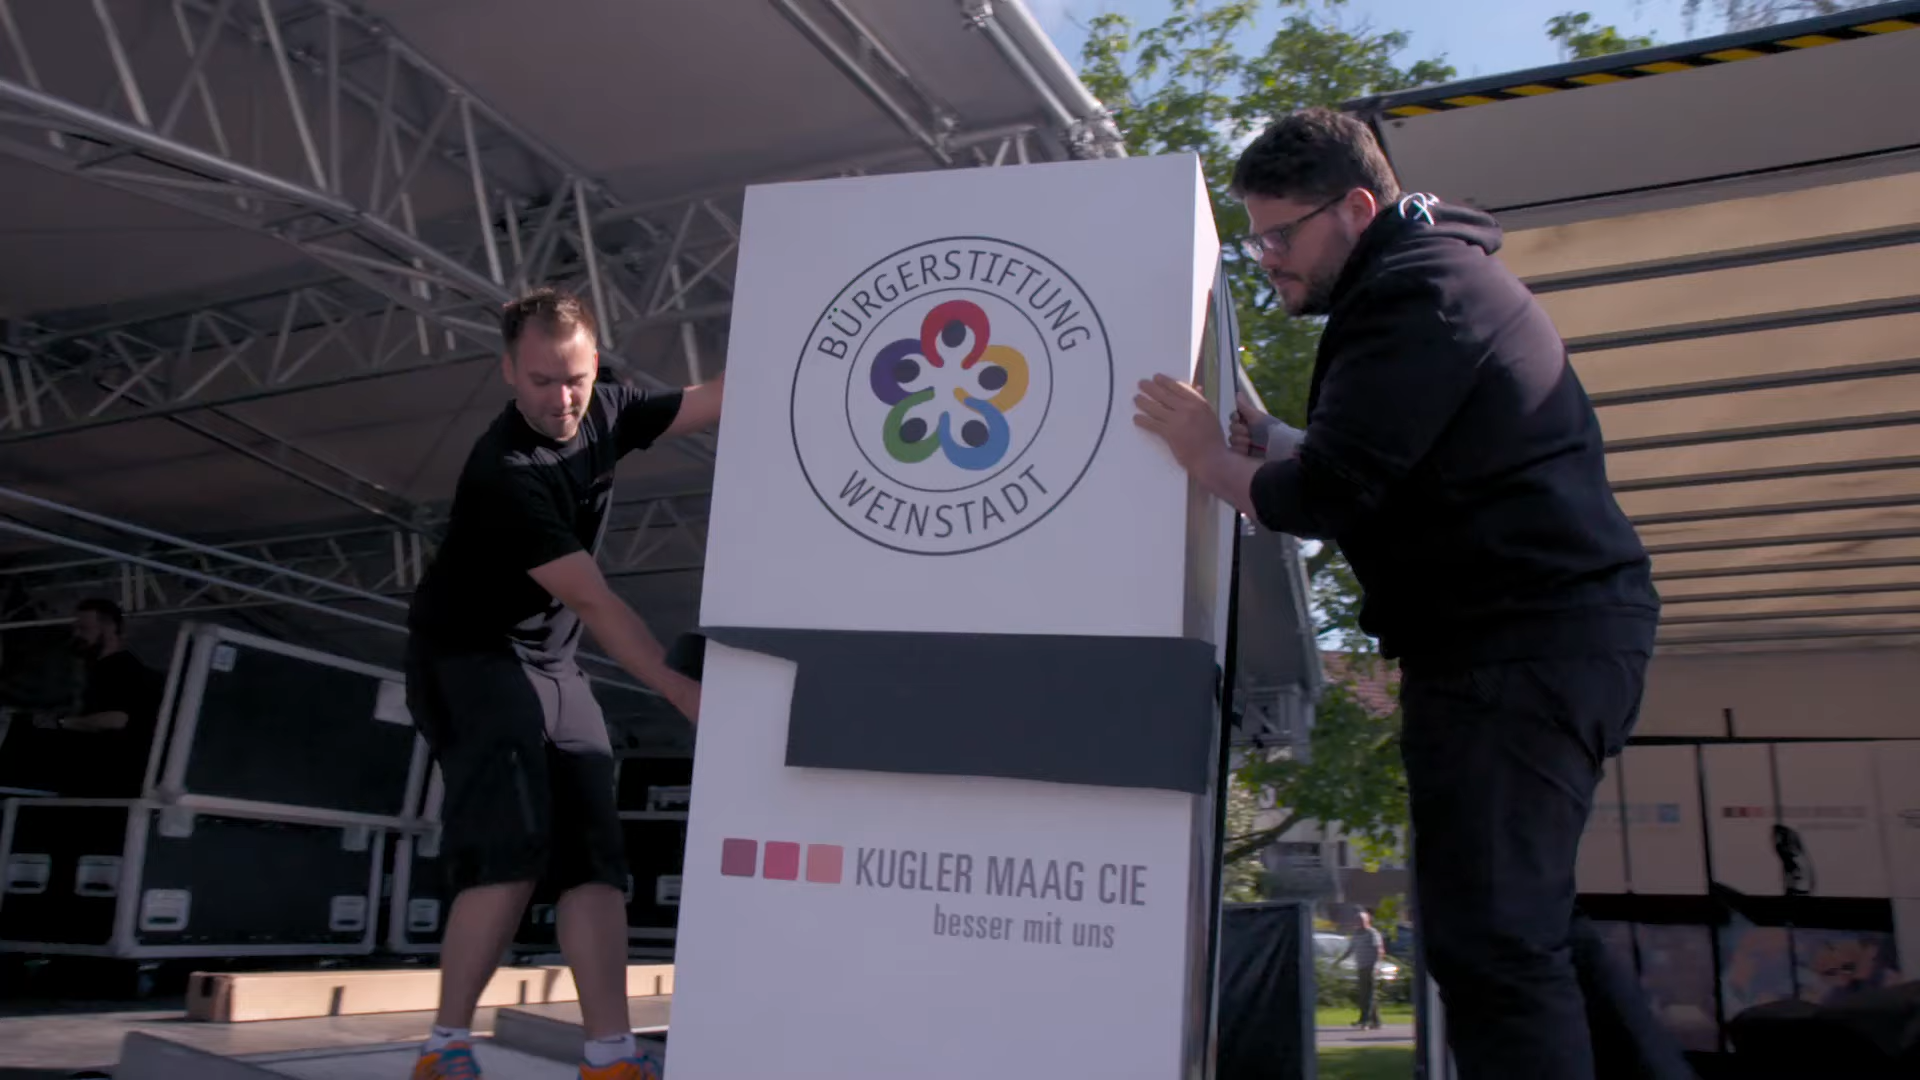 BÜRGERSTIFTUNG
WEINSTADT
KUGLER MAAG CIE
besser mit uns